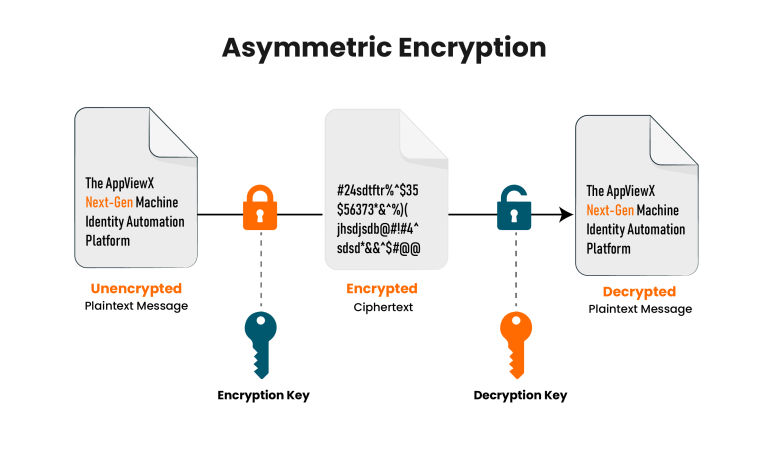 Asymmetric Encryption
The AppViewX
Next-Gen Machine
Identity Automation
Platform
Unencrypted
Plaintext Message
#24sdtftr%^$35
$56373*&^%)(
jhsdjsdb@#!#4^
sdsd*&&^$#@@
Encrypted
Ciphertext
The AppViewX
Next-Gen Machine
Identity Automation
Platform
Decrypted
Plaintext Message
Encryption Key
Decryption Key